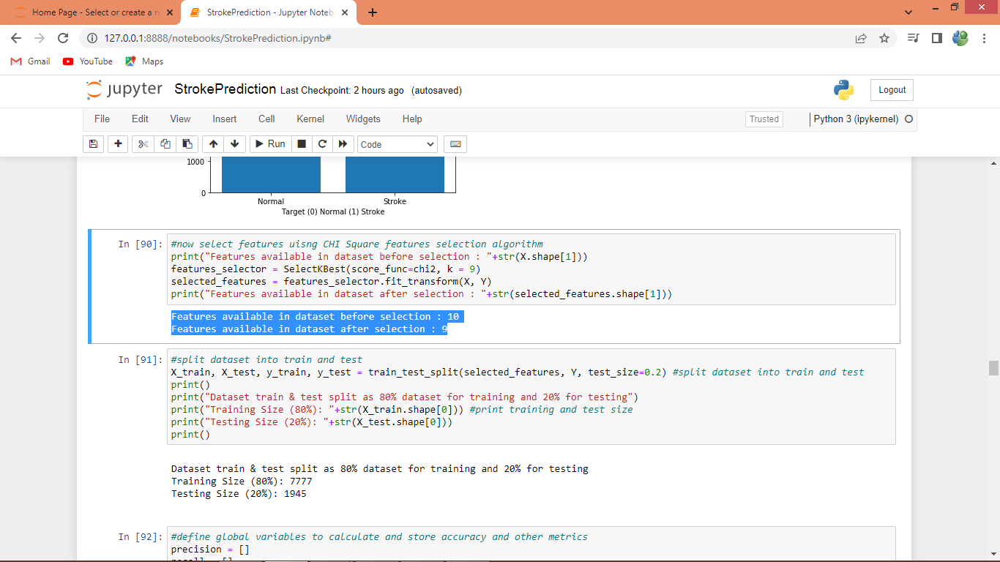 Home Page - Select or create a n
StrokePrediction - Jupyter Noteb
127.0.0.1:8888/notebooks/StrokePrediction.ipynb#
Gmail YouTube Maps
jupyter StrokePrediction Last Checkpoint: 2 hours ago (autosaved)
Logout
File Edit View Insert Cell Kernel Widgets Help
Trusted
Python 3 (ipykernel)
Run
Code
1000
0
Normal Stroke
Target (0) Normal (1) Stroke
In [90]:
#now select features uisng CHI Square features selection algorithm
print("Features available in dataset before selection : "+str(X.shape[1]))
features_selector = SelectKBest(score_func=chi2, k = 9)
selected_features = features_selector.fit_transform(X, Y)
print("Features available in dataset after selection : "+str(selected_features.shape[1]))
Features available in dataset before selection : 10
Features available in dataset after selection : 9
In [91]:
#split dataset into train and test
X_train, X_test, y_train, y_test = train_test_split(selected_features, Y, test_size=0.2) #split dataset into train and test
print()
print("Dataset train & test split as 80% dataset for training and 20% for testing")
print("Training Size (80%): "+str(X_train.shape[0])) #print training and test size
print("Testing Size (20%): "+str(X_test.shape[0]))
print()
Dataset train & test split as 80% dataset for training and 20% for testing
Training Size (80%): 7777
Testing Size (20%): 1945
In [92]:
#define global variables to calculate and store accuracy and other metrics
precision = []